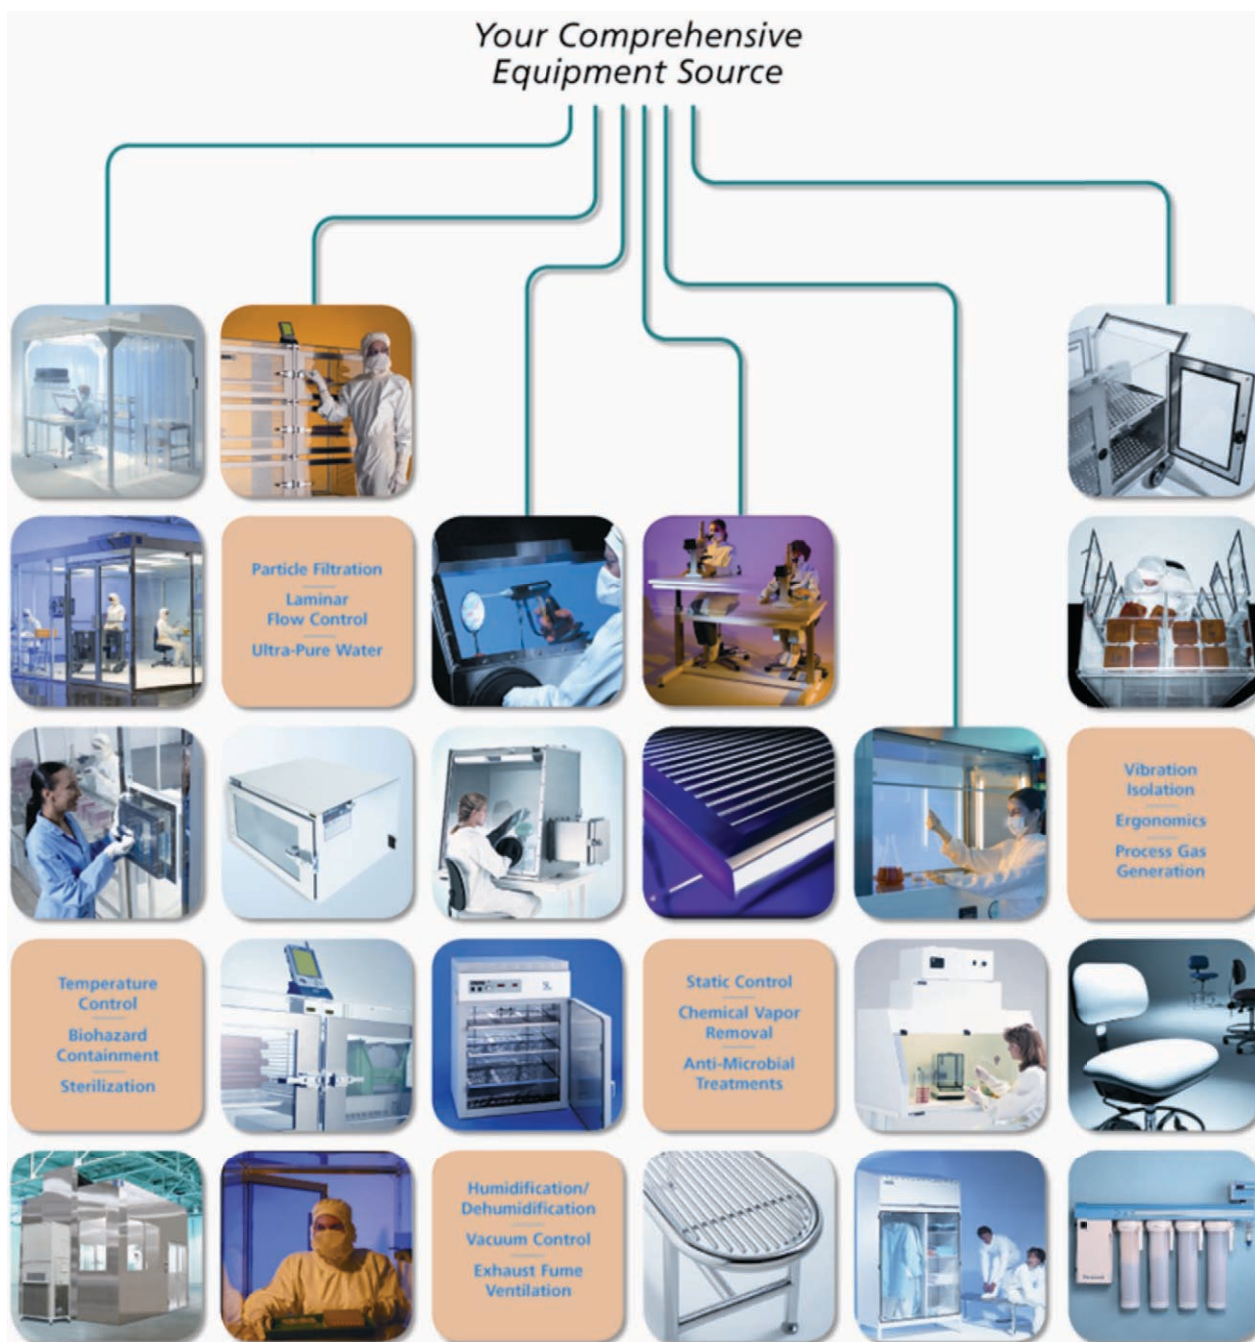 Your Comprehensive
Equipment Source
Particle Filtration
Laminar
Flow Control
Ultra-Pure Water
Vibration
Isolation
Ergonomics
Process Gas
Generation
Temperature
Control
Biohazard
Containment
Sterilization
Static Control
Chemical Vapor
Removal
Anti-Microbial
Treatments
Humidification/
Dehumidification
Vacuum Control
Exhaust Fume
Ventilation